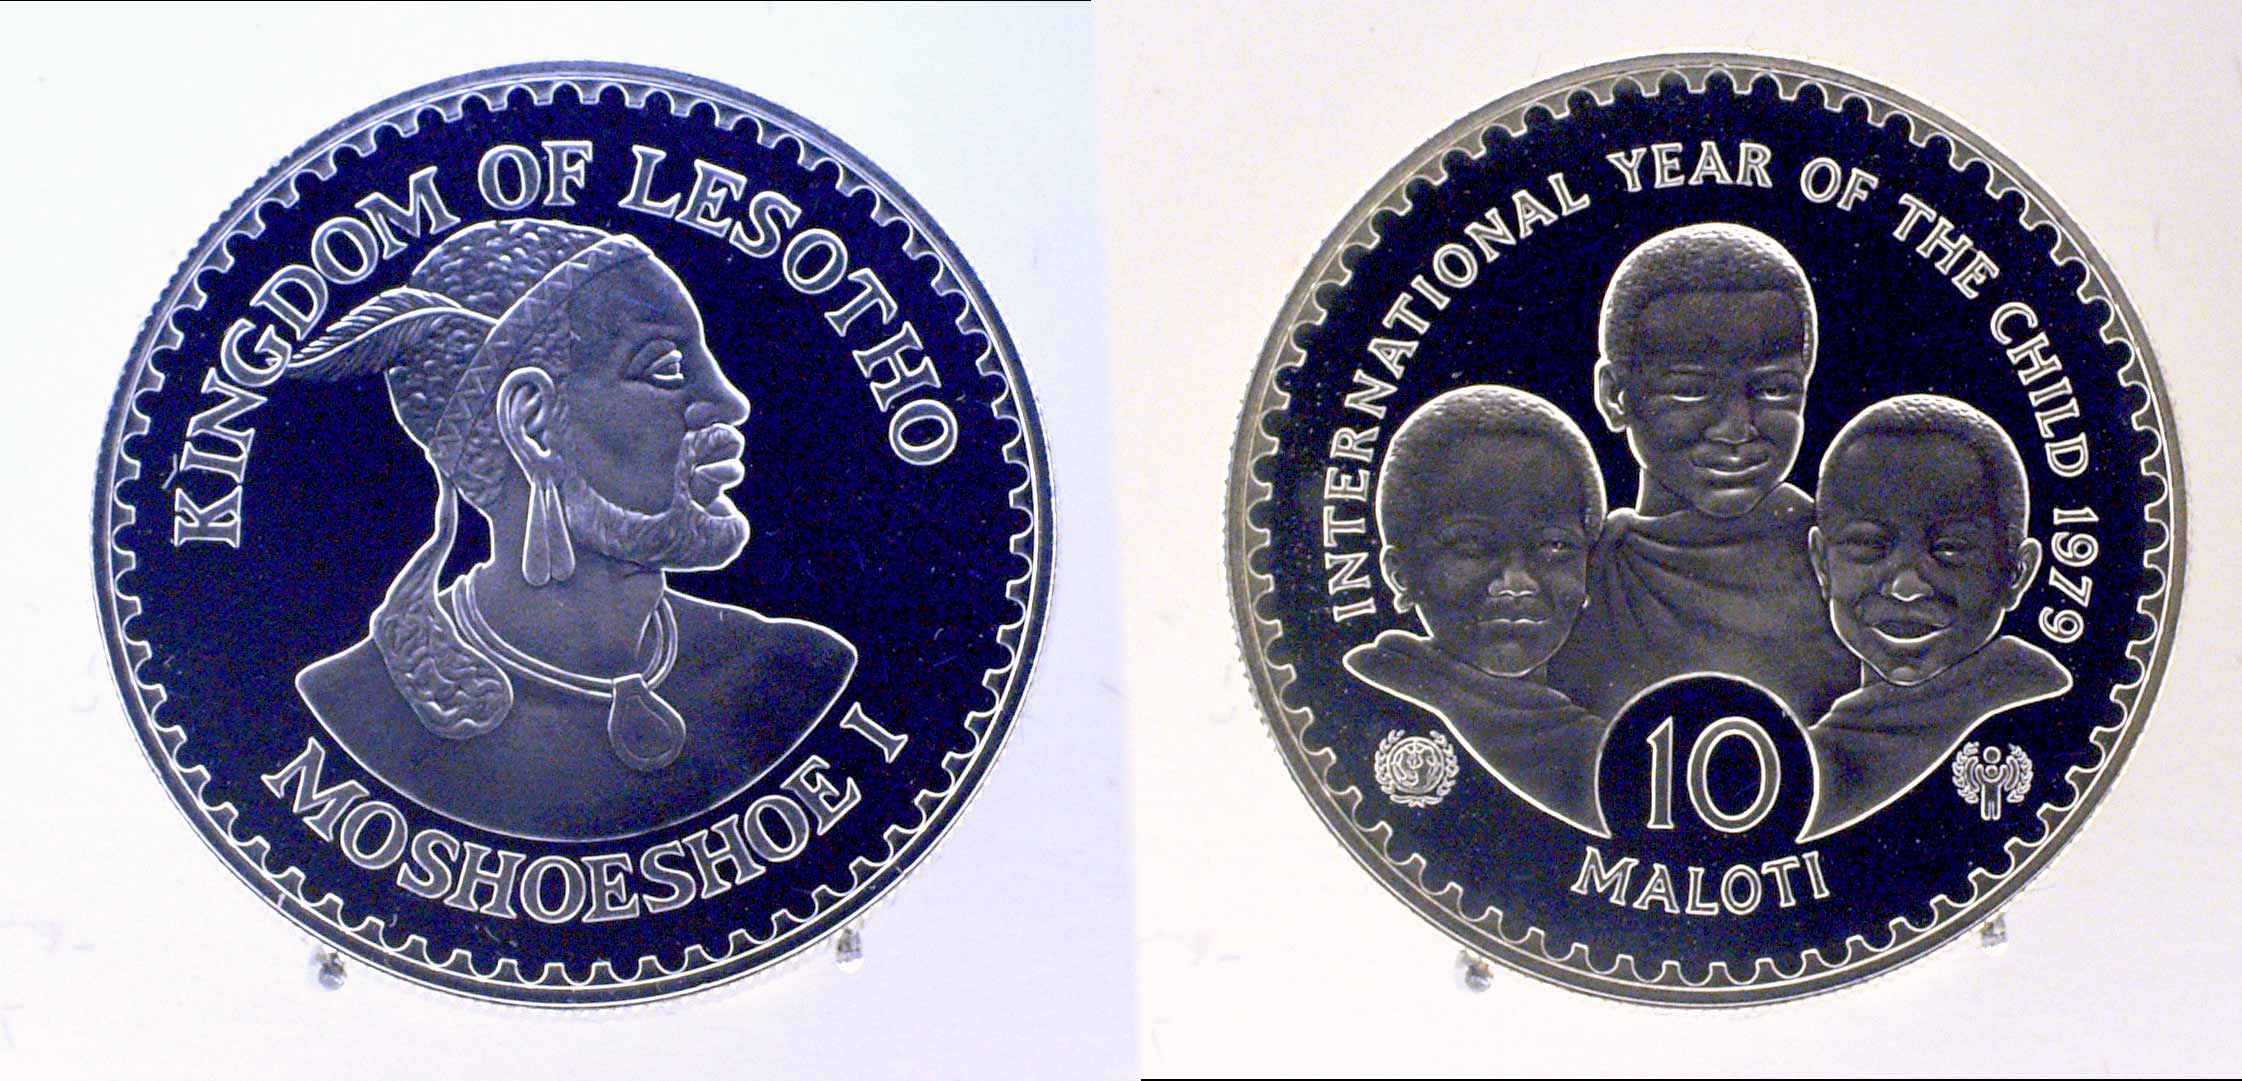 KINGDOM OF LESOTHO
MOSHOESHOE I
INTERNATIONAL YEAR OF THE CHILD 1979
10
MALOTI